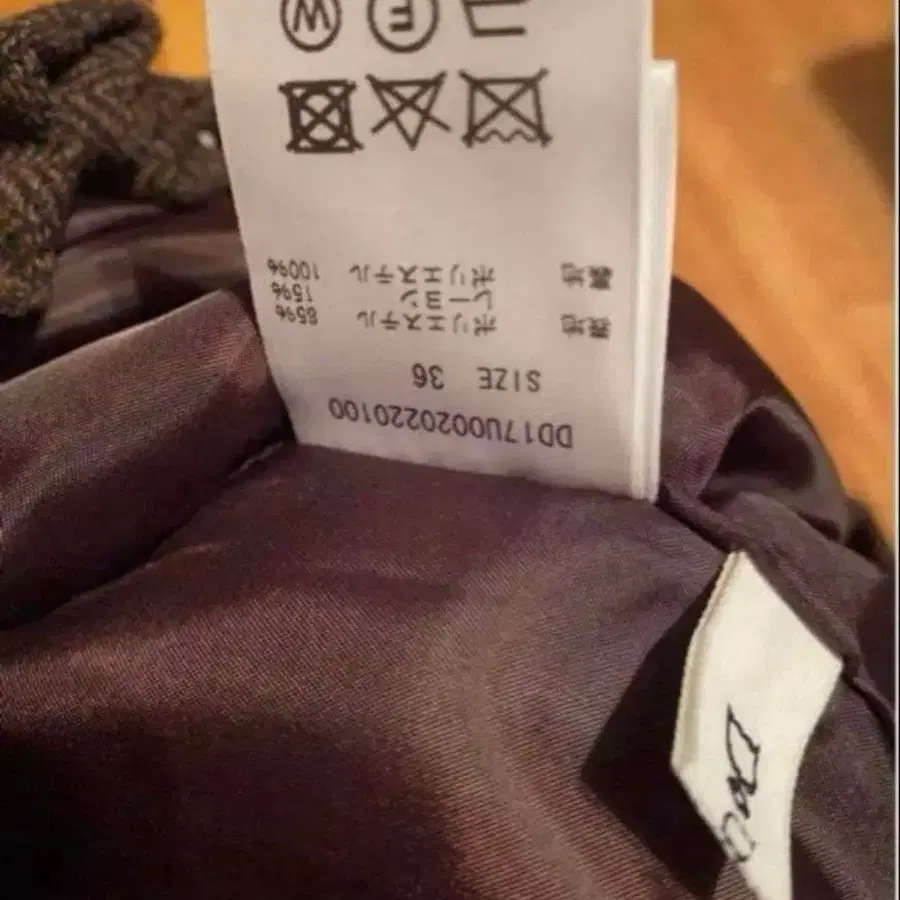 DD17U0020220100
SIZE 36
表地 ポリエステル 85%
レーヨン 15%
裏地 ポリエステル 100%
F W